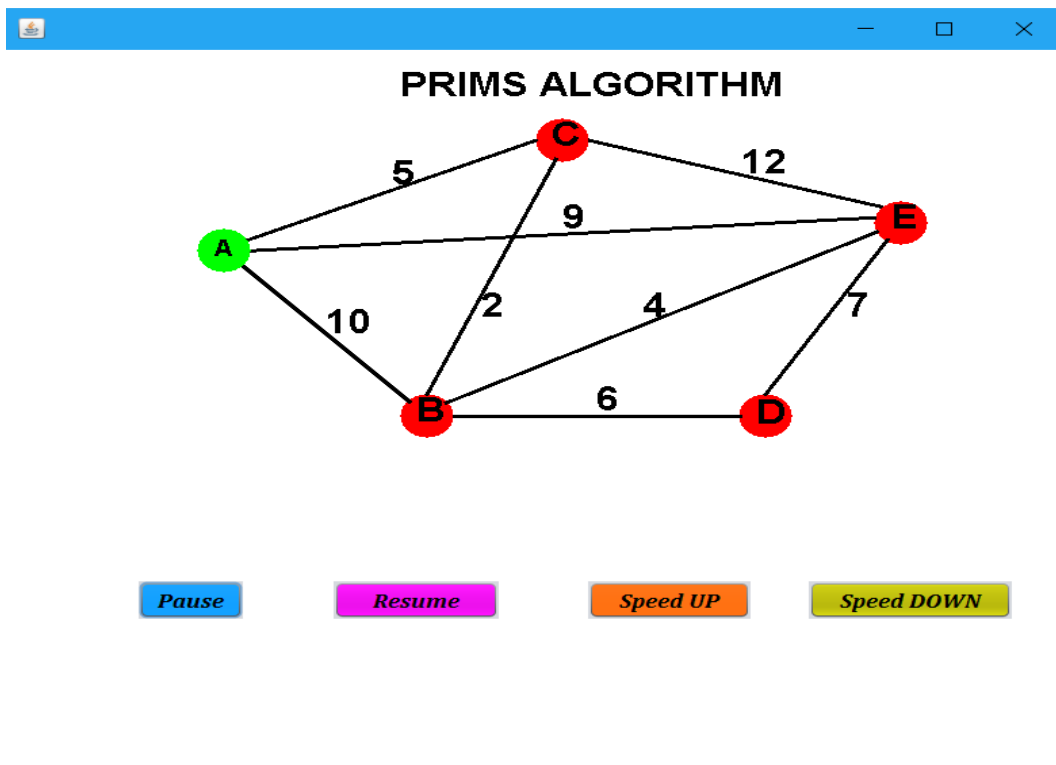 PRIMS ALGORITHM
C
5
12
9
E
A
10
2
4
7
B
6
D
Pause
Resume
Speed UP
Speed DOWN